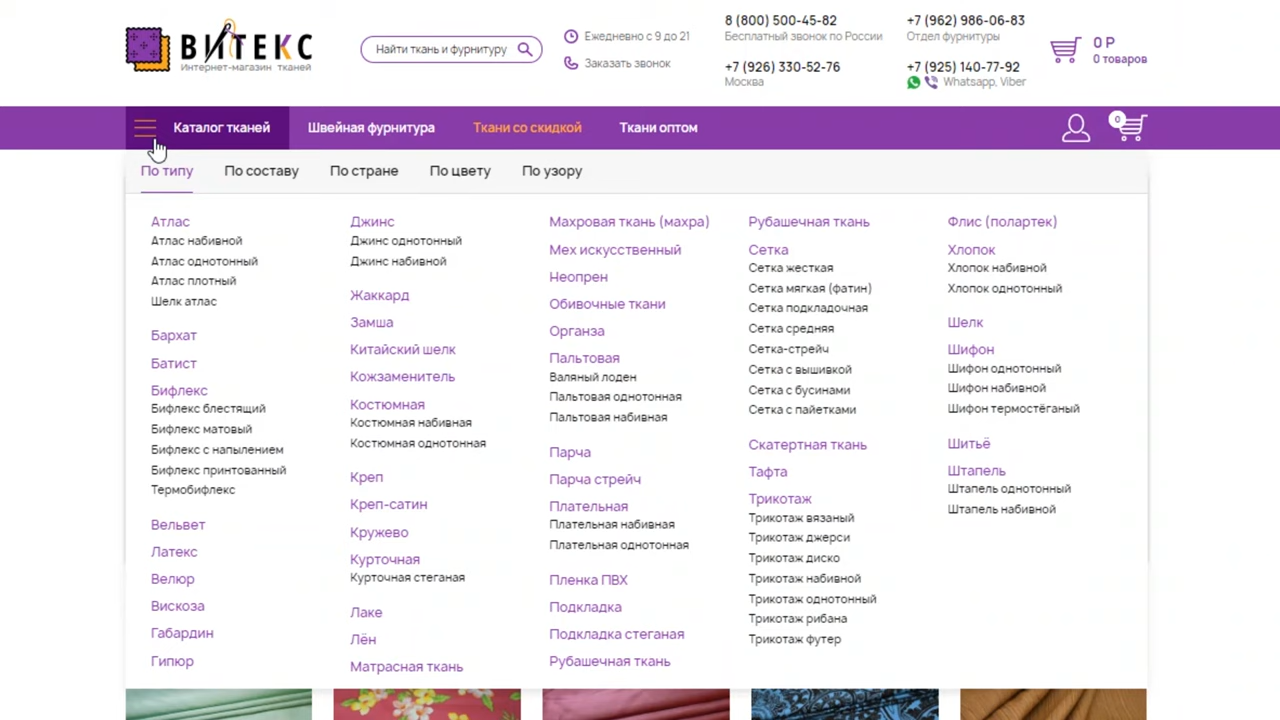 ВИТЕКС
Интернет-магазин тканей
Найти ткань и фурнитуру
Ежедневно с 9 до 21
Заказать звонок
8 (800) 500-45-82
Бесплатный звонок по России
+7 (926) 330-52-76
Москва
+7 (962) 986-06-83
Отдел фурнитуры
+7 (925) 140-77-92
Whatsapp, Viber
0 Р
0 товаров
Каталог тканей
Швейная фурнитура
Ткани со скидкой
Ткани оптом
0
По типу
По составу
По стране
По цвету
По узору
Атлас
Атлас набивной
Атлас однотонный
Атлас плотный
Шелк атлас
Бархат
Батист
Бифлекс
Бифлекс блестящий
Бифлекс матовый
Бифлекс с напылением
Бифлекс принтованный
Термобифлекс
Вельвет
Латекс
Велюр
Вискоза
Габардин
Гипюр
Джинс
Джинс однотонный
Джинс набивной
Жаккард
Замша
Китайский шелк
Кожзаменитель
Костюмная
Костюмная набивная
Костюмная однотонная
Креп
Креп-сатин
Кружево
Курточная
Курточная стеганая
Лаке
Лён
Матрасная ткань
Махровая ткань (махра)
Мех искусственный
Неопрен
Обивочные ткани
Органза
Пальтовая
Валяный лоден
Пальтовая однотонная
Пальтовая набивная
Парча
Парча стрейч
Плательная
Плательная набивная
Плательная однотонная
Пленка ПВХ
Подкладка
Подкладка стеганая
Рубашечная ткань
Рубашечная ткань
Сетка
Сетка жесткая
Сетка мягкая (фатин)
Сетка подкладочная
Сетка средняя
Сетка-стрейч
Сетка с вышивкой
Сетка с бусинами
Сетка с пайетками
Скатертная ткань
Тафта
Трикотаж
Трикотаж вязаный
Трикотаж джерси
Трикотаж диско
Трикотаж набивной
Трикотаж однотонный
Трикотаж рибана
Трикотаж футер
Флис (полартек)
Хлопок
Хлопок набивной
Хлопок однотонный
Шелк
Шифон
Шифон однотонный
Шифон набивной
Шифон термостёганый
Шитьё
Штапель
Штапель однотонный
Штапель набивной